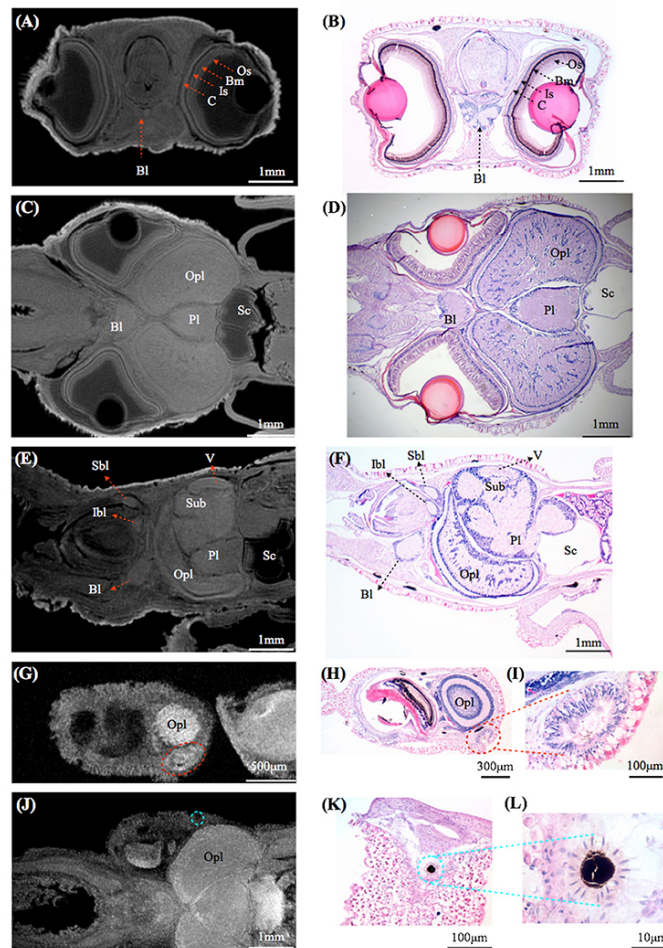 (A)
Os
Bm
Is
C
Bl
1mm
(B)
Os
Bm
Is
C
Bl
1mm
(C)
Opl
Bl
Pl
Sc
1mm
(D)
Opl
Bl
Pl
Sc
1mm
(E)
Sbl
V
Ibl
Sub
Pl
Sc
Opl
Bl
1mm
(F)
Sbl
V
Ibl
Sub
Pl
Sc
Opl
Bl
1mm
(G)
Opl
500μm
(H)
Opl
300μm
(I)
100μm
(J)
Opl
1mm
(K)
100μm
(L)
10μm